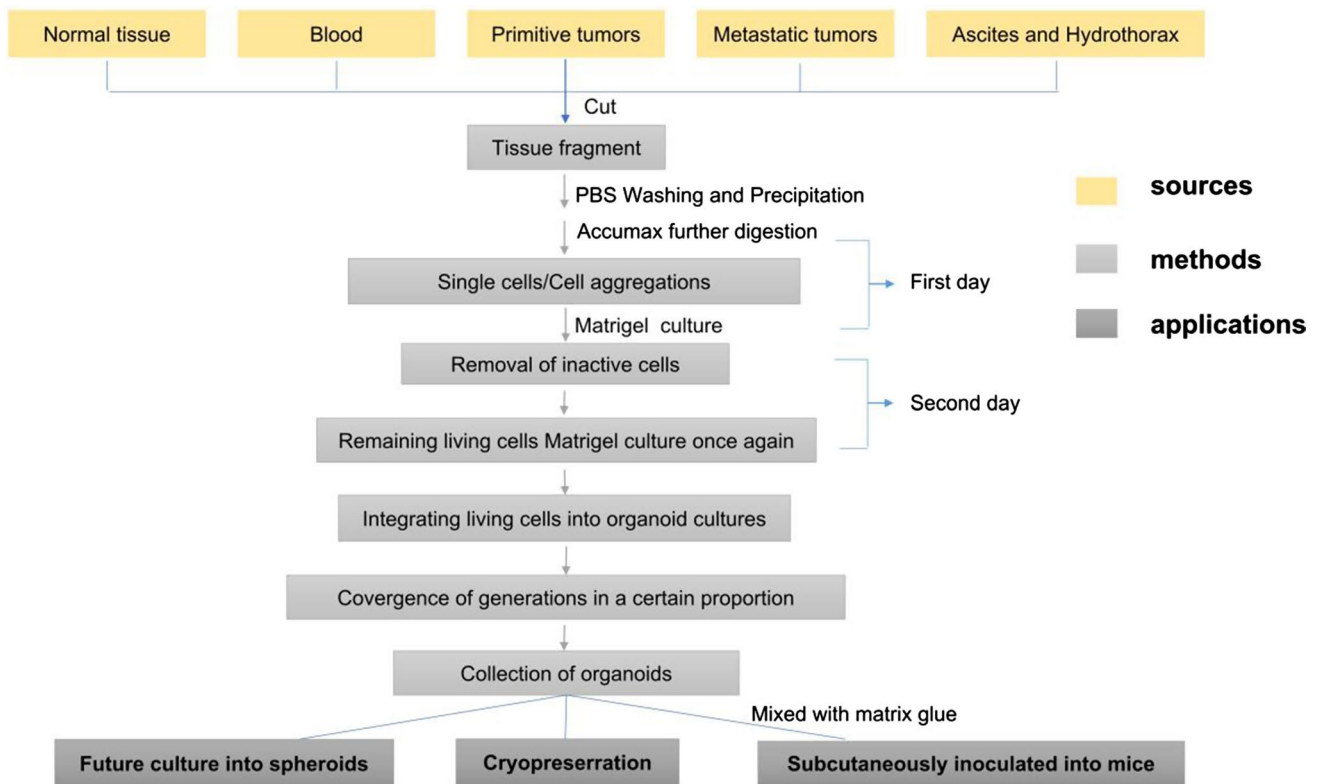 Normal tissue
Blood
Primitive tumors
Metastatic tumors
Ascites and Hydrothorax
Cut
Tissue fragment
PBS Washing and Precipitation
Accumax further digestion
Single cells/Cell aggregations
First day
Matrigel culture
Removal of inactive cells
Second day
Remaining living cells Matrigel culture once again
Integrating living cells into organoid cultures
Covergence of generations in a certain proportion
Collection of organoids
Mixed with matrix glue
Future culture into spheroids
Cryopreserration
Subcutaneously inoculated into mice
sources
methods
applications